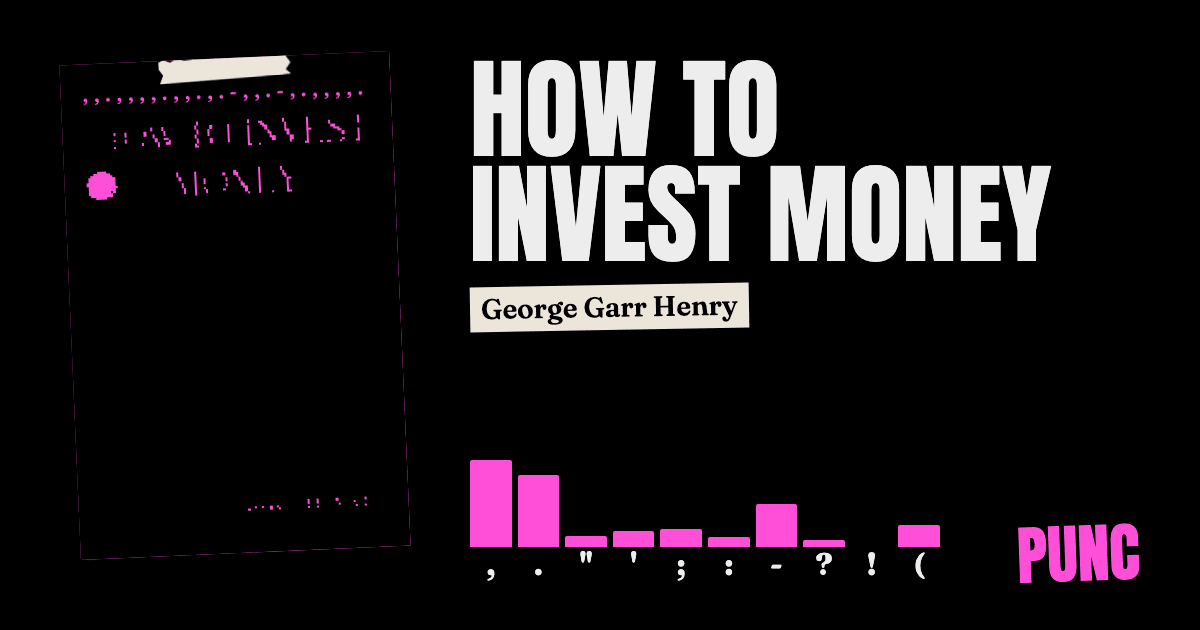 ,,.,,,,.,,.,.,-,,.-,.,,,,.
HOW TO
INVEST MONEY
George Garr Henry
, . " ' ; : - ? ! (
PUNC